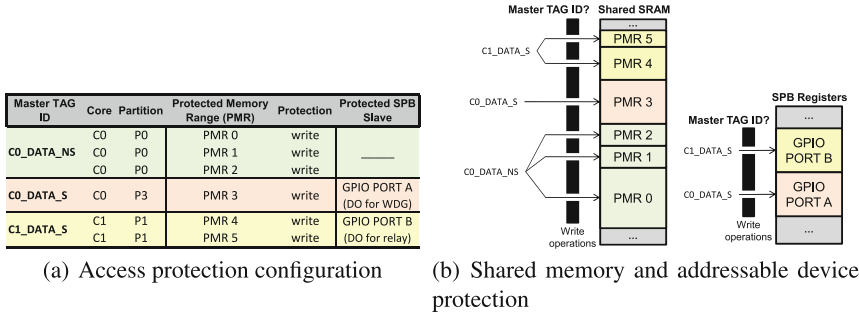 Master TAG ID Core Partition Protected Memory Range (PMR) Protection Protected SPB Slave
C0_DATA_NS C0 P0 PMR 0 write _____
C0 P0 PMR 1 write
C0 P0 PMR 2 write
C0_DATA_S C0 P3 PMR 3 write GPIO PORT A (DO for WDG)
C1_DATA_S C1 P1 PMR 4 write GPIO PORT B (DO for relay)
C1 P1 PMR 5 write
(a) Access protection configuration
Master TAG ID? Shared SRAM
...
PMR 5
C1_DATA_S
PMR 4
C0_DATA_S
PMR 3
PMR 2
PMR 1
C0_DATA_NS
PMR 0
Write operations
...
SPB Registers
Master TAG ID?
...
C1_DATA_S
GPIO PORT B
C0_DATA_S
GPIO PORT A
Write operations
...
(b) Shared memory and addressable device
protection